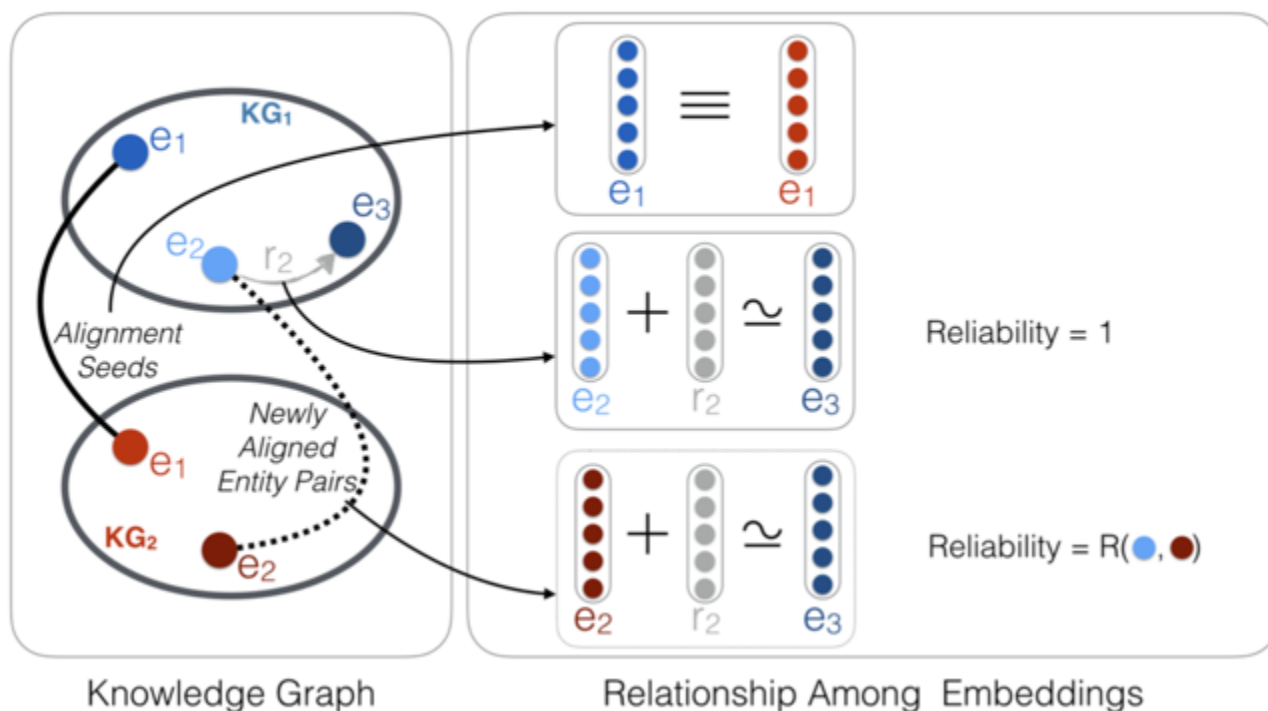 KG₁
e₁
e₃
e₂
r₂
Alignment
Seeds
Newly
Aligned
Entity Pairs
e₁
KG₂
e₂
Knowledge Graph
≡
e₁ e₁
+ ≃
e₂ r₂ e₃
Reliability = 1
+ ≃
e₂ r₂ e₃
Reliability = R( , )
Relationship Among Embeddings